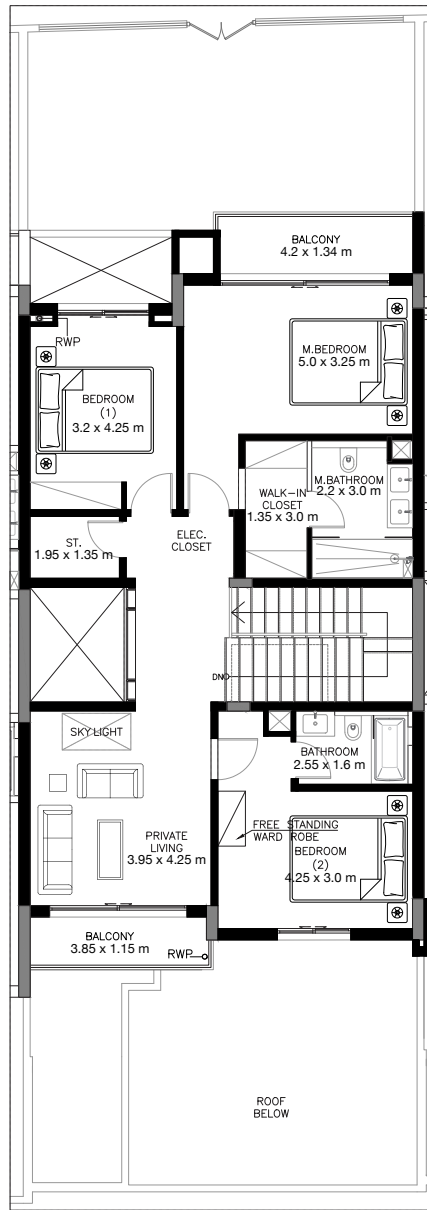 BALCONY
4.2 x 1.34 m
RWP
M.BEDROOM
5.0 x 3.25 m
BEDROOM
(1)
3.2 x 4.25 m
M.BATHROOM
2.2 x 3.0 m
WALK-IN
CLOSET
1.35 x 3.0 m
ST.
1.95 x 1.35 m
ELEC.
CLOSET
DN
SKY LIGHT
BATHROOM
2.55 x 1.6 m
FREE STANDING
WARD ROBE
PRIVATE
LIVING
3.95 x 4.25 m
BEDROOM
(2)
4.25 x 3.0 m
BALCONY
3.85 x 1.15 m
RWP
ROOF
BELOW